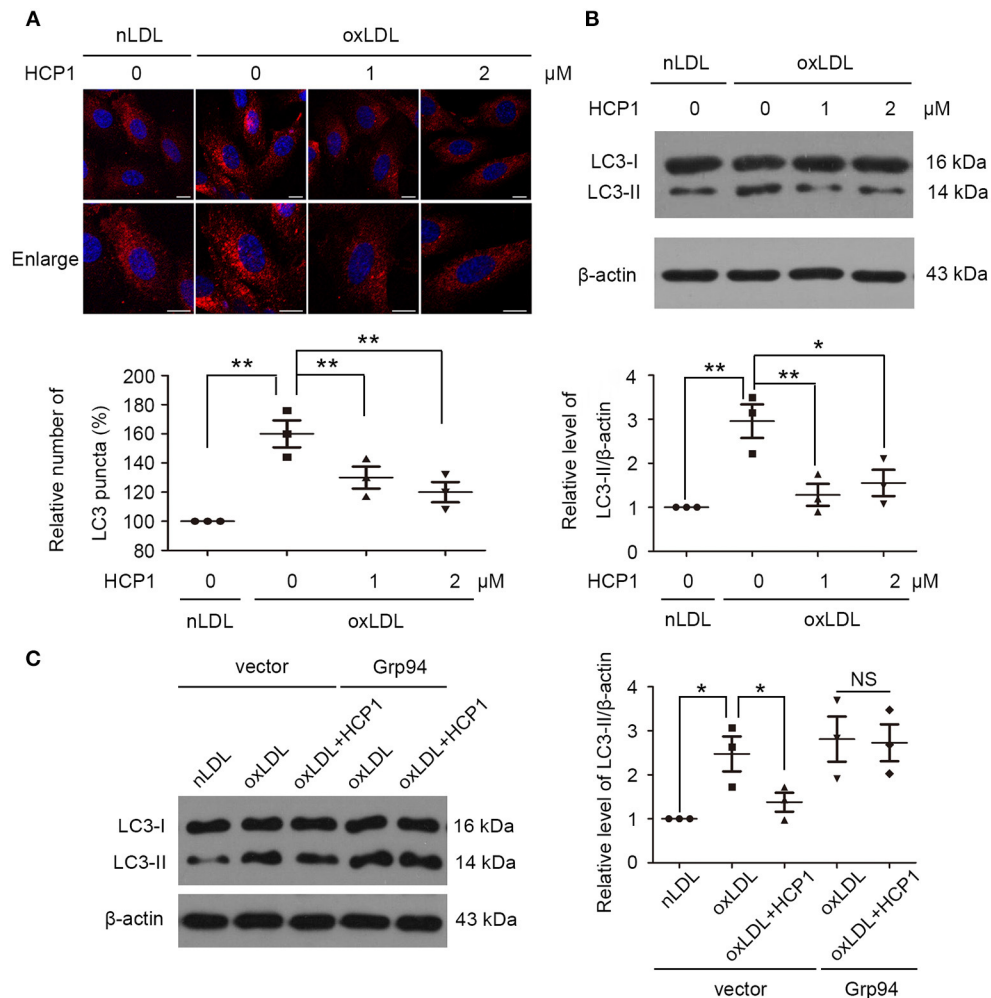 A
nLDL oxLDL
HCP1 0 0 1 2 μM
Enlarge
** ** **
Relative number of
LC3 puncta (%)
200
180
160
140
120
100
80
HCP1 0 0 1 2 μM
nLDL oxLDL
B
nLDL oxLDL
HCP1 0 0 1 2 μM
LC3-I 16 kDa
LC3-II 14 kDa
β-actin 43 kDa
** ** *
Relative level of
LC3-II/β-actin
4
3
2
1
0
HCP1 0 0 1 2 μM
nLDL oxLDL
C
vector Grp94
nLDL oxLDL oxLDL+HCP1 oxLDL oxLDL+HCP1
LC3-I 16 kDa
LC3-II 14 kDa
β-actin 43 kDa
Relative level of LC3-II/β-actin
4
3
2
1
0
* * NS
nLDL oxLDL oxLDL+HCP1 oxLDL oxLDL+HCP1
vector Grp94